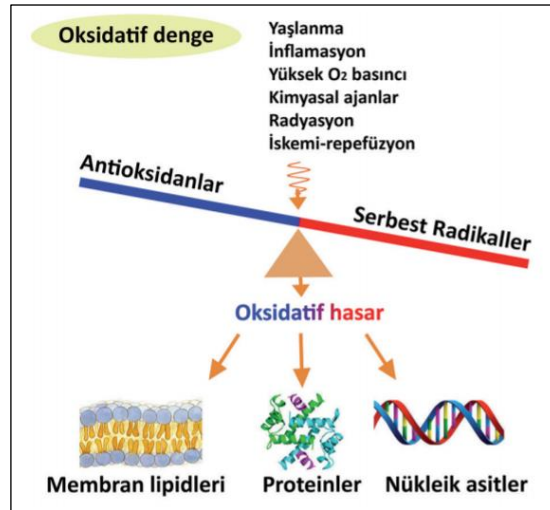 Oksidatif denge
Yaşlanma
İnflamasyon
Yüksek O₂ basıncı
Kimyasal ajanlar
Radyasyon
İskemi-repefüzyon
Antioksidanlar
Serbest Radikaller
Oksidatif hasar
Membran lipidleri
Proteinler
Nükleik asitler